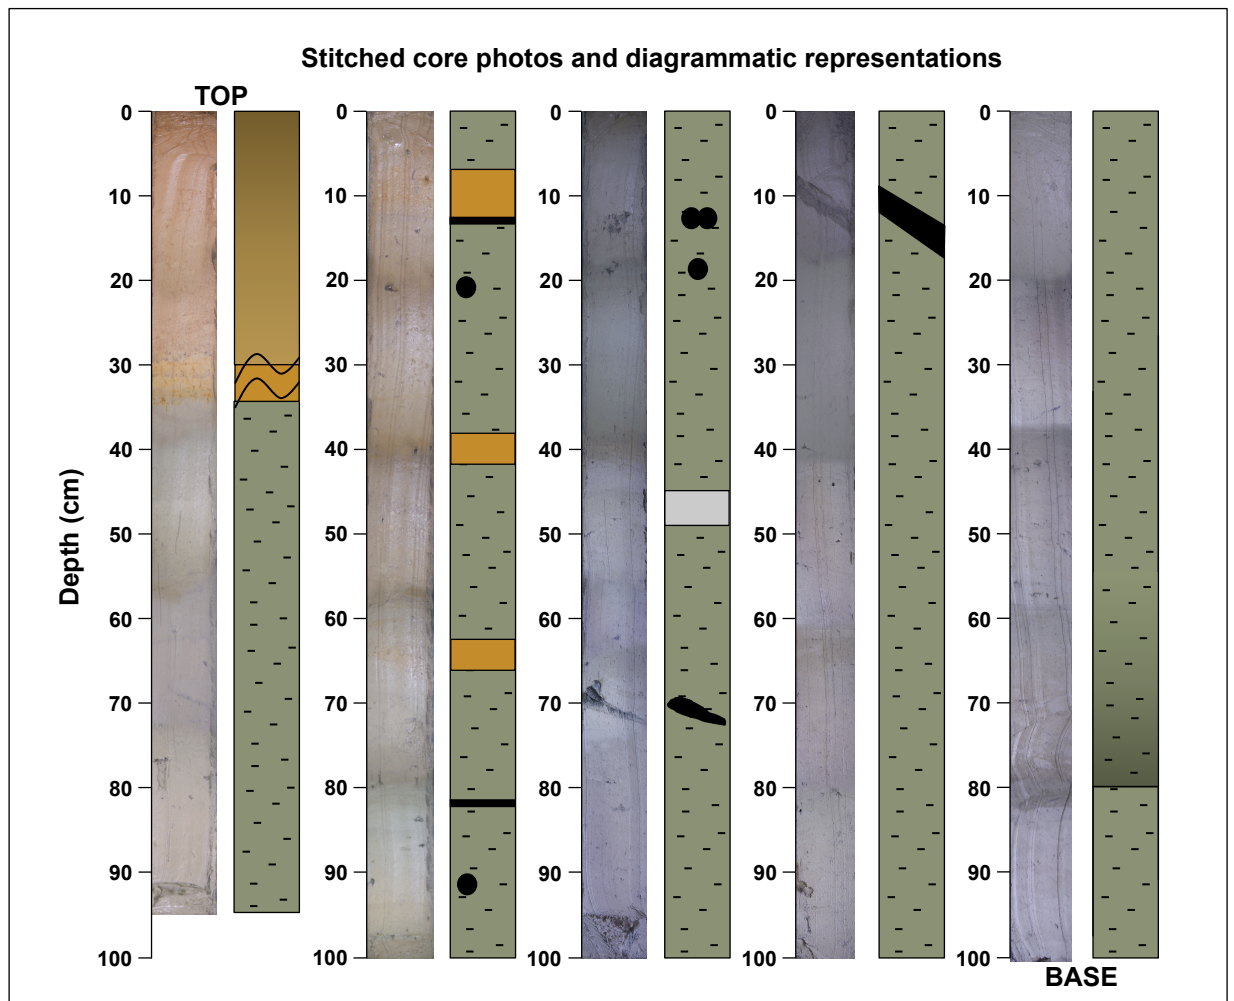 Stitched core photos and diagrammatic representations
TOP
0 0 0 0 0
10 10 10 10 10
20 20 20 20 20
30 30 30 30 30
40 40 40 40 40
50 50 50 50 50
60 60 60 60 60
70 70 70 70 70
80 80 80 80 80
90 90 90 90 90
100 100 100 100 100
Depth (cm)
BASE